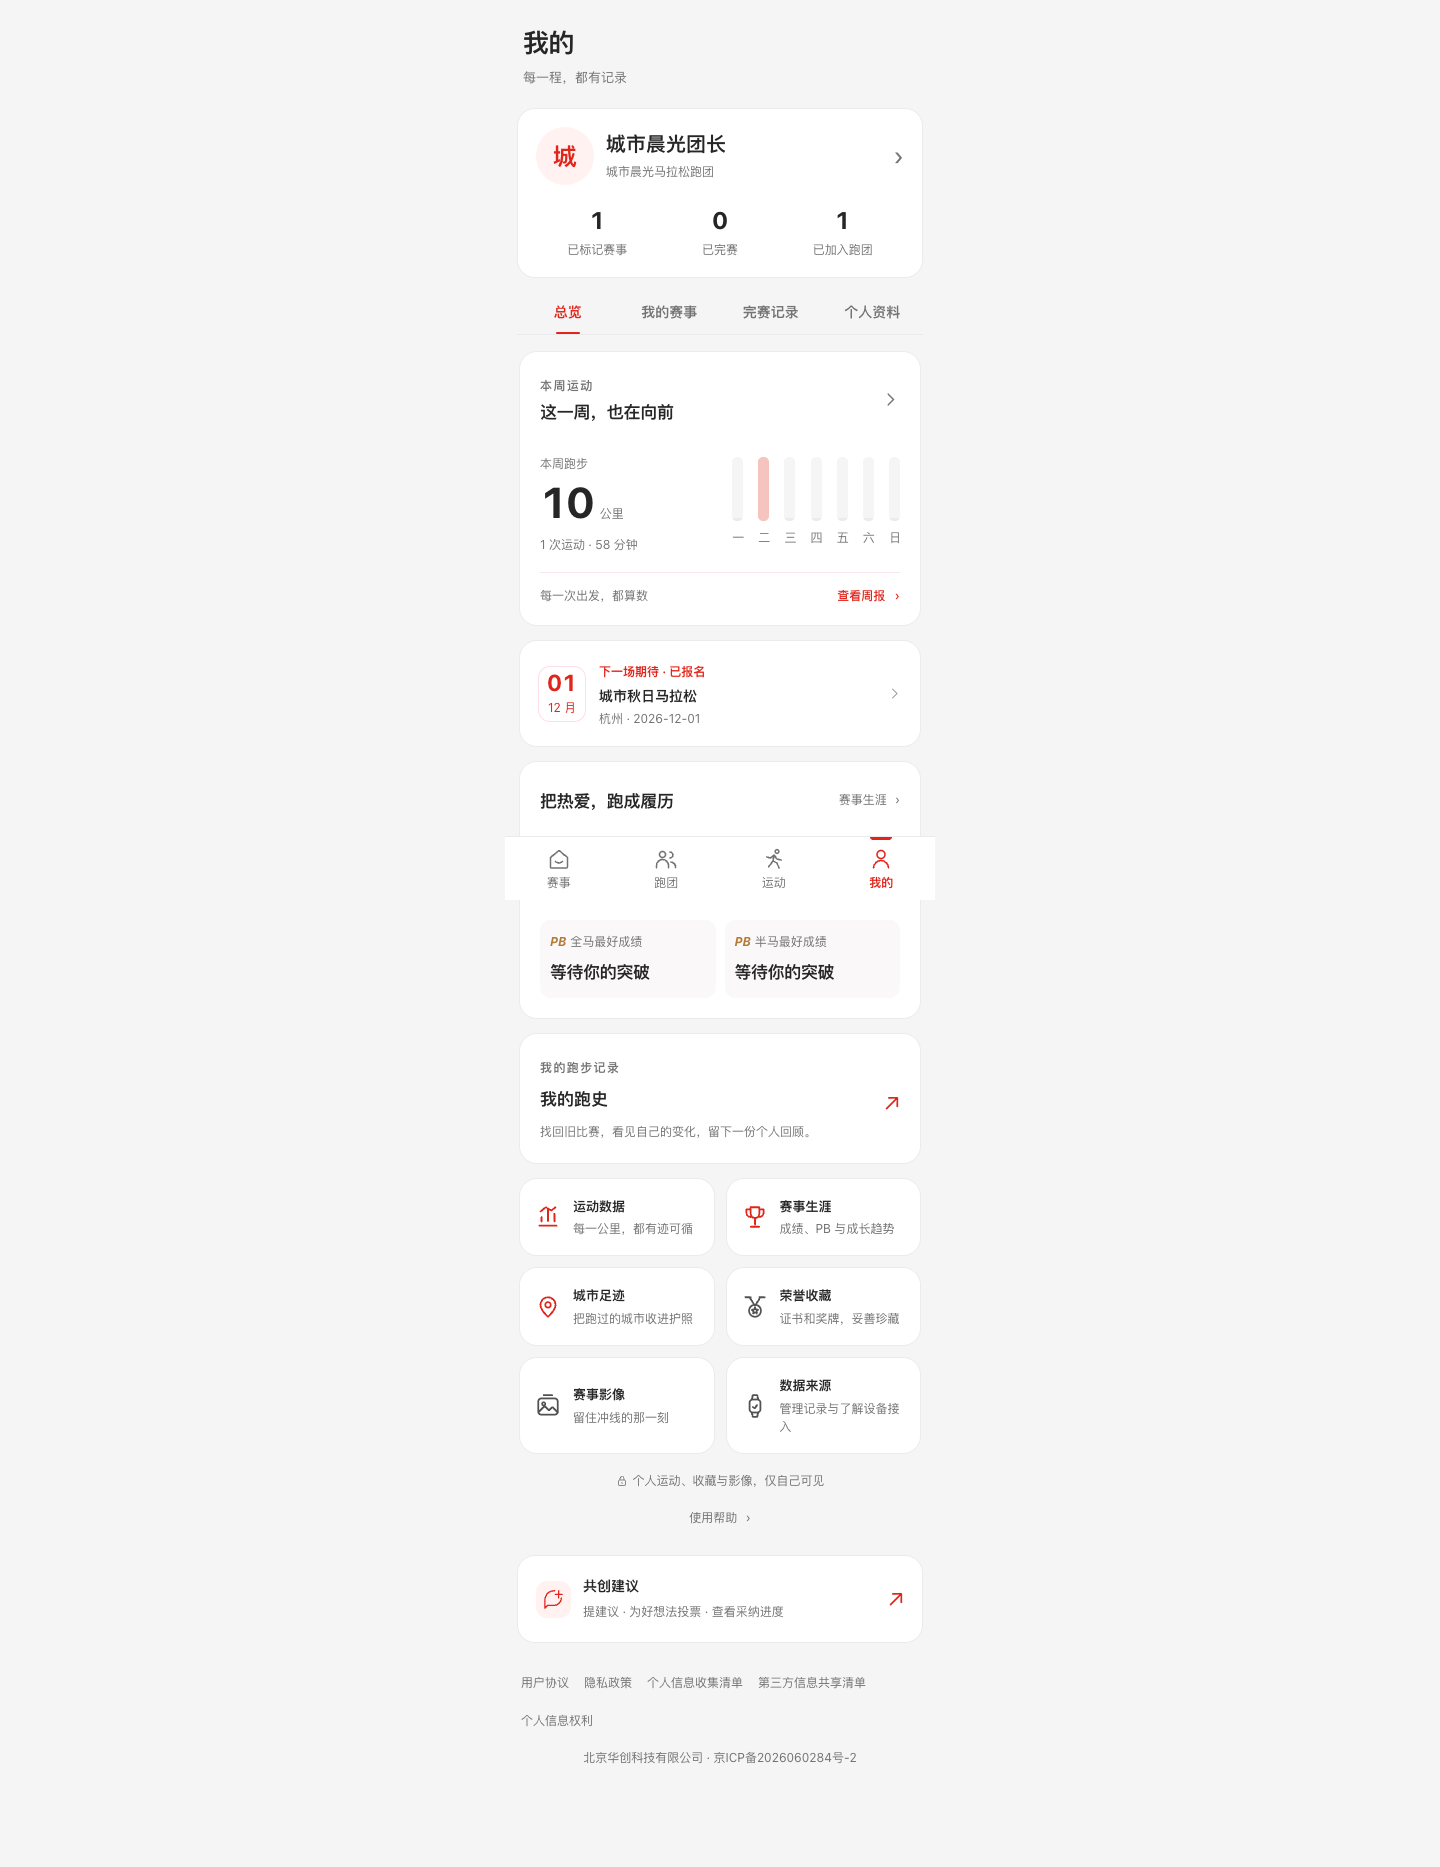 我的
每一程，都有记录
城
城市晨光团长
城市晨光马拉松跑团
›
1 0 1
已标记赛事 已完赛 已加入跑团
总览 我的赛事 完赛记录 个人资料
本周运动
这一周，也在向前
本周跑步
10 公里
1 次运动 · 58 分钟
一 二 三 四 五 六 日
每一次出发，都算数
查看周报 ›
01
12 月
下一场期待 · 已报名
城市秋日马拉松
杭州 · 2026-12-01
把热爱，跑成履历
赛事生涯 ›
赛事 跑团 运动 我的
PB 全马最好成绩
等待你的突破
PB 半马最好成绩
等待你的突破
我的跑步记录
我的跑史
找回旧比赛，看见自己的变化，留下一份个人回顾。
运动数据
每一公里，都有迹可循
赛事生涯
成绩、PB 与成长趋势
城市足迹
把跑过的城市收进护照
荣誉收藏
证书和奖牌，妥善珍藏
赛事影像
留住冲线的那一刻
数据来源
管理记录与了解设备接
入
个人运动、收藏与影像，仅自己可见
使用帮助 ›
共创建议
提建议 · 为好想法投票 · 查看采纳进度
用户协议 隐私政策 个人信息收集清单 第三方信息共享清单
个人信息权利
北京华创科技有限公司 · 京ICP备2026060284号-2